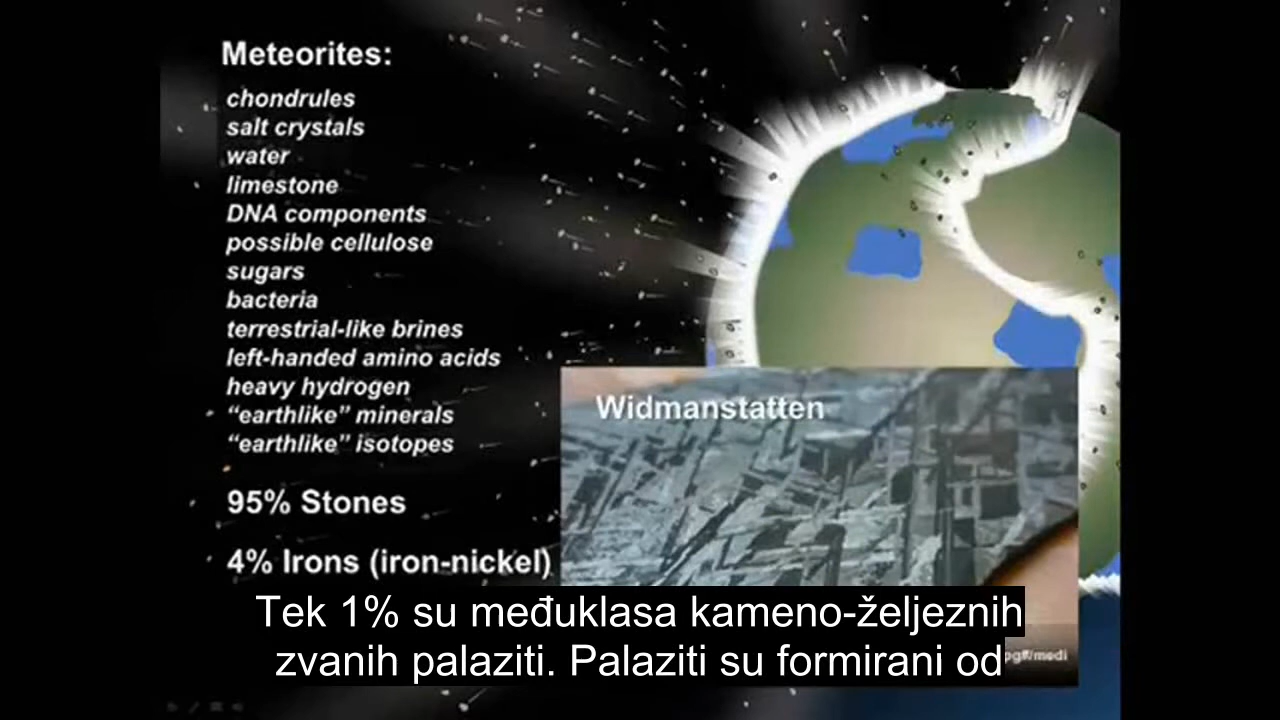 Meteorites:
chondrules
salt crystals
water
limestone
DNA components
possible cellulose
sugars
bacteria
terrestrial-like brines
left-handed amino acids
heavy hydrogen
“earthlike” minerals
“earthlike” isotopes
95% Stones
4% Irons (iron-nickel)
Widmanstatten
Tek 1% su međuklasa kameno-željeznih
zvanih palaziti. Palaziti su formirani od